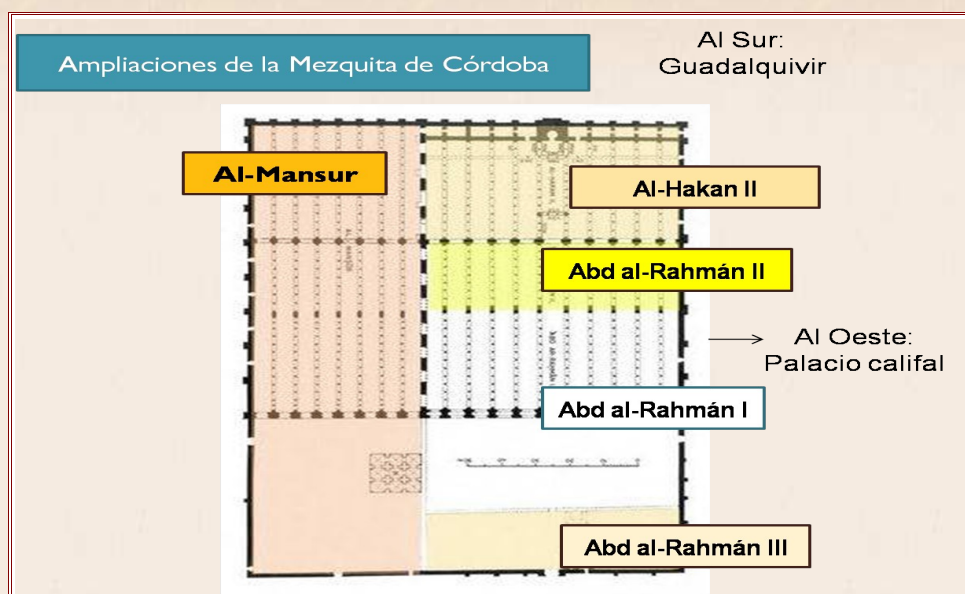 Ampliaciones de la Mezquita de Córdoba
Al Sur:
Guadalquivir
Al-Mansur
Al-Hakan II
Abd al-Rahmán II
Al Oeste:
Palacio califal
Abd al-Rahmán I
Abd al-Rahmán III